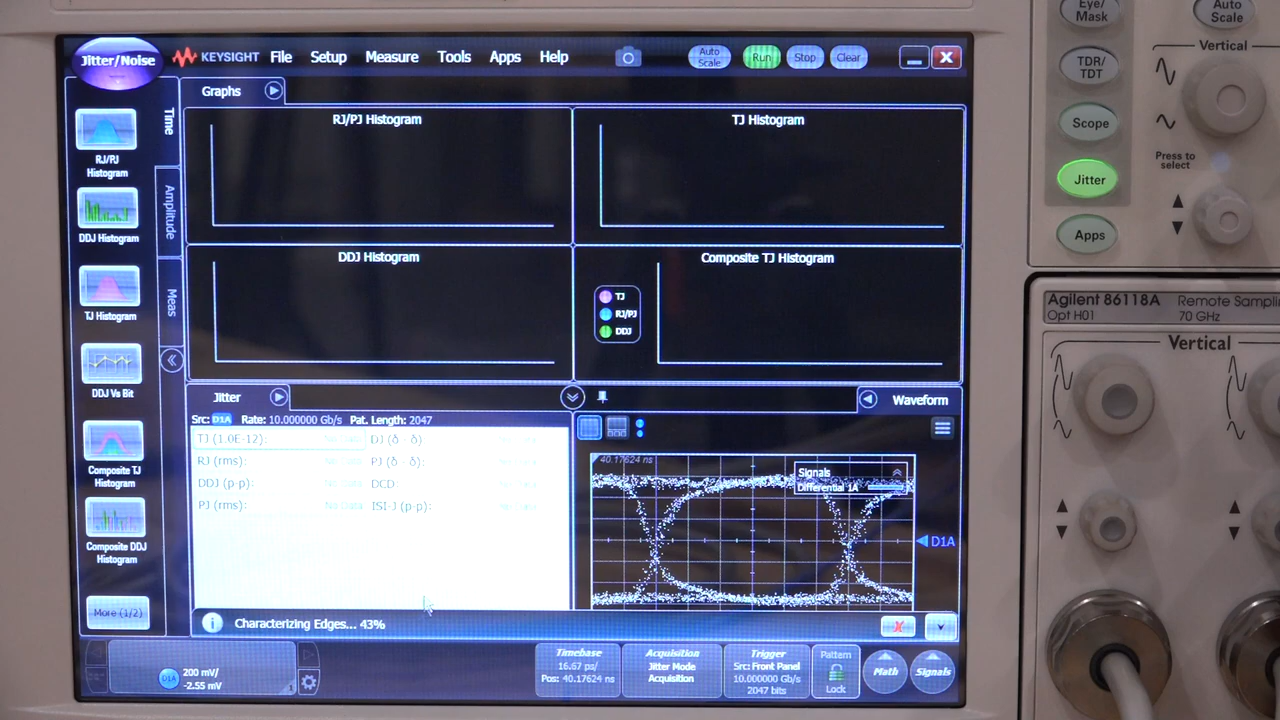 Jitter/Noise
KEYSIGHT File Setup Measure Tools Apps Help
Auto Scale
Run
Stop
Clear
Graphs
Time
Amplitude
Meas
RJ/PJ Histogram
DDJ Histogram
TJ Histogram
DDJ Vs Bit
Composite TJ Histogram
Composite DDJ Histogram
More (1/2)
RJ/PJ Histogram
TJ Histogram
DDJ Histogram
Composite TJ Histogram
TJ
RJ/PJ
DDJ
Jitter
Waveform
Src: D1A Rate: 10.000000 Gb/s Pat. Length: 2047
TJ (1.0E-12): No Data DJ (δ - δ)
RJ (rms): PJ (δ - δ):
DDJ (p-p): DCD:
PJ (rms): No Data ISI-J (p-p):
40.17624 ns
Signals
Differential 1A
D1A
Characterizing Edges... 43%
D1A
200 mV/
-2.55 mV
1
Timebase
16.67 ps/
Pos: 40.17624 ns
Acquisition
Jitter Mode
Acquisition
Trigger
Src: Front Panel
10.000000 Gb/s
2047 bits
Pattern
Lock
Math
Signals
Eye/
Mask
TDR/
TDT
Scope
Jitter
Apps
Auto
Scale
Vertical
Press to
select
Agilent 86118A
Opt H01
70 GHz
Remote
Vertical